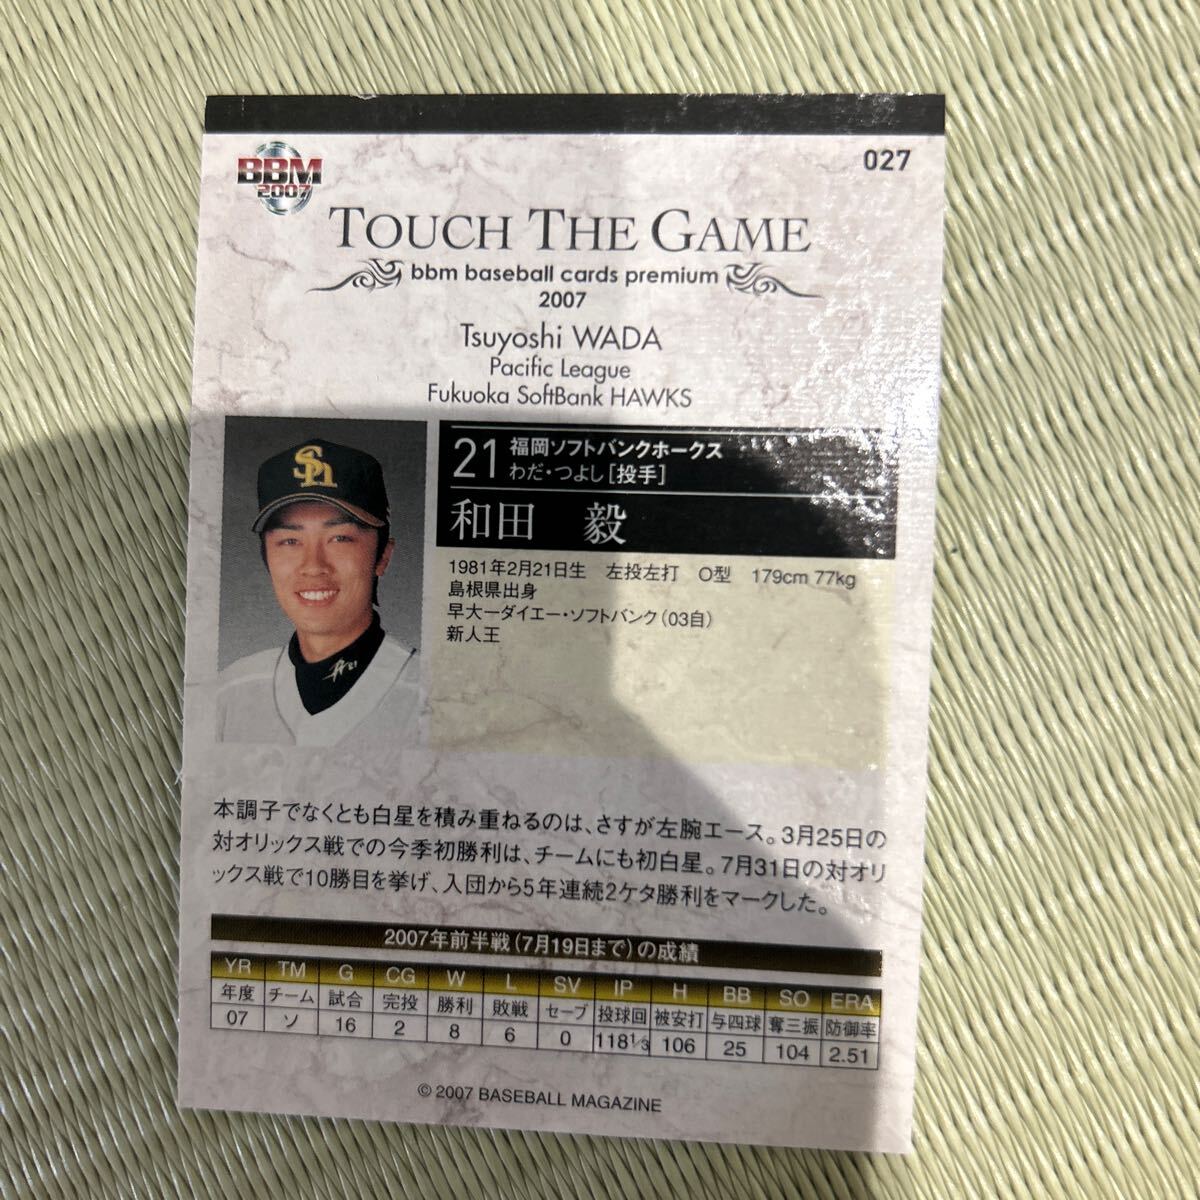 027
BBM
2007
TOUCH THE GAME
bbm baseball cards premium
2007
Tsuyoshi WADA
Pacific League
Fukuoka SoftBank HAWKS
Sh
21 福岡ソフトバンクホークス
わだ・つよし[投手]
和田 毅
1981年2月21日生 左投左打 O型 179cm 77kg
島根県出身
早大ーダイエー・ソフトバンク(03自)
新人王
本調子でなくとも白星を積み重ねるのは、さすが左腕エース。3月25日の
対オリックス戦での今季初勝利は、チームにも初白星。7月31日の対オリ
ックス戦で10勝目を挙げ、入団から5年連続2ケタ勝利をマークした。
2007年前半戦(7月19日まで)の成績
YR TM G CG W L SV IP H BB SO ERA
年度 チーム 試合 完投 勝利 敗戦 セーブ 投球回 被安打 与四球 奪三振 防御率
07 ソ 16 2 8 6 0 118⅓ 106 25 104 2.51
© 2007 BASEBALL MAGAZINE